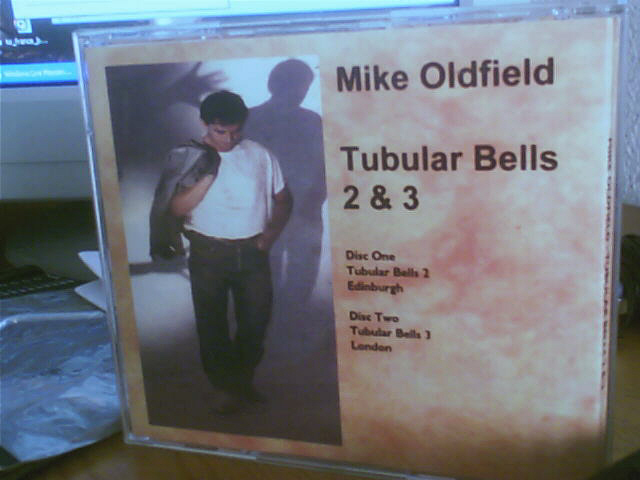 Mike Oldfield
Tubular Bells
2 & 3
Disc One
Tubular Bells 2
Edinburgh
Disc Two
Tubular Bells 3
London